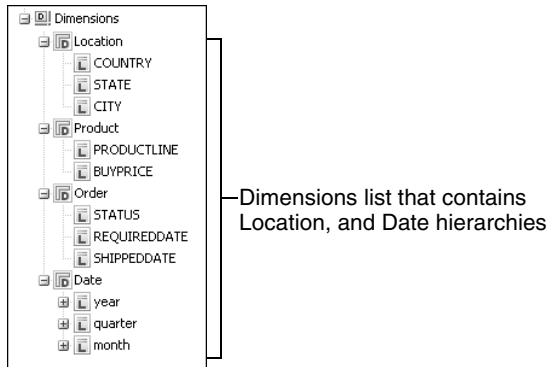 Dimensions
Location
COUNTRY
STATE
CITY
Product
PRODUCTLINE
BUYPRICE
Order
STATUS
REQUIREDDATE
SHIPPEDDATE
Date
year
quarter
month
Dimensions list that contains
Location, and Date hierarchies